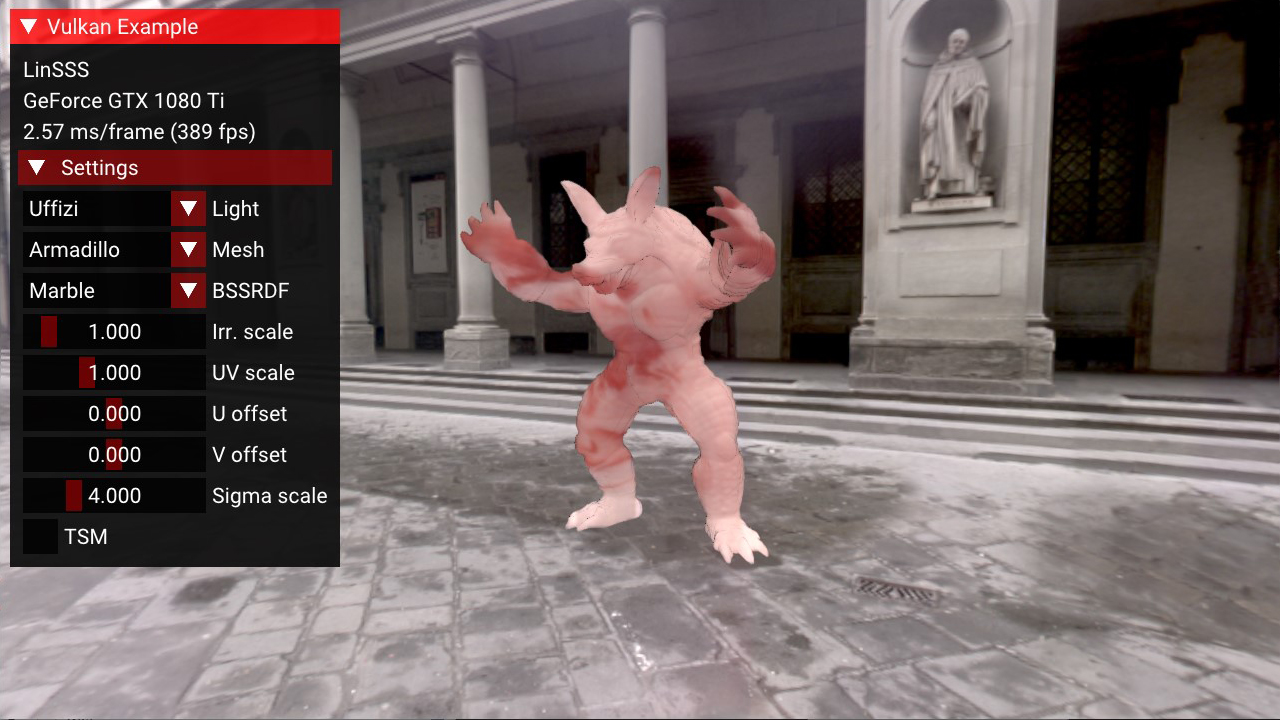 Vulkan Example
LinSSS
GeForce GTX 1080 Ti
2.57 ms/frame (389 fps)
Settings
Uffizi Light
Armadillo Mesh
Marble BSSRDF
1.000 Irr. scale
1.000 UV scale
0.000 U offset
0.000 V offset
4.000 Sigma scale
TSM